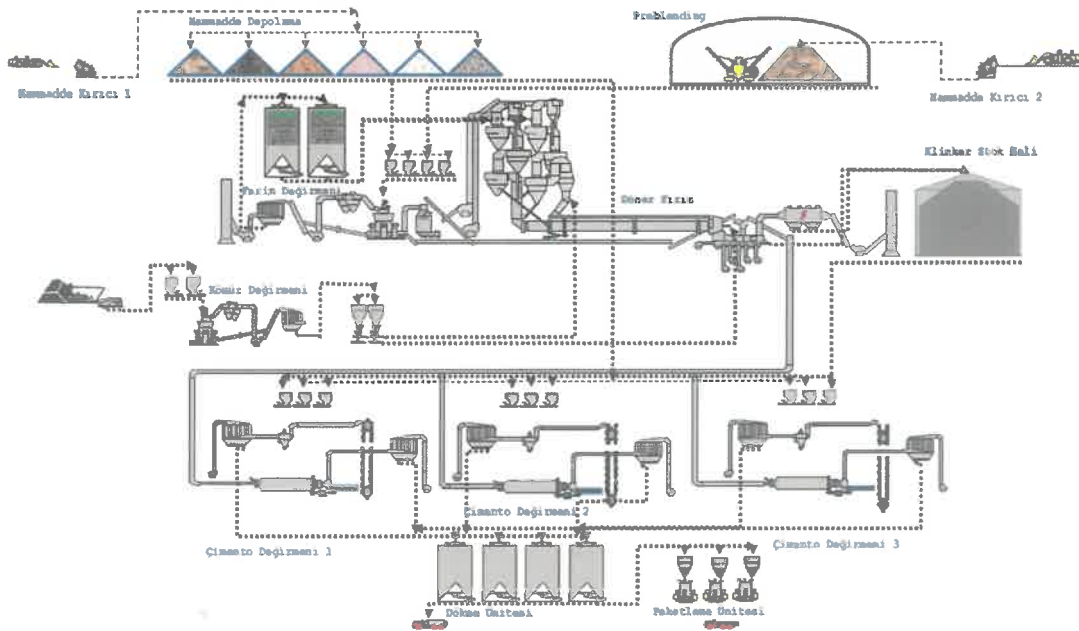 Hammadde Depolama
Preblending
Hammadde Kırıcı 1
Hammadde Kırıcı 2
Klinker Stok Hali
Farin Değirmeni
Döner Fırın
Kömür Değirmeni
Çimento Değirmeni 2
Çimento Değirmeni 1
Çimento Değirmeni 3
Dökme Ünitesi
Paketleme Ünitesi